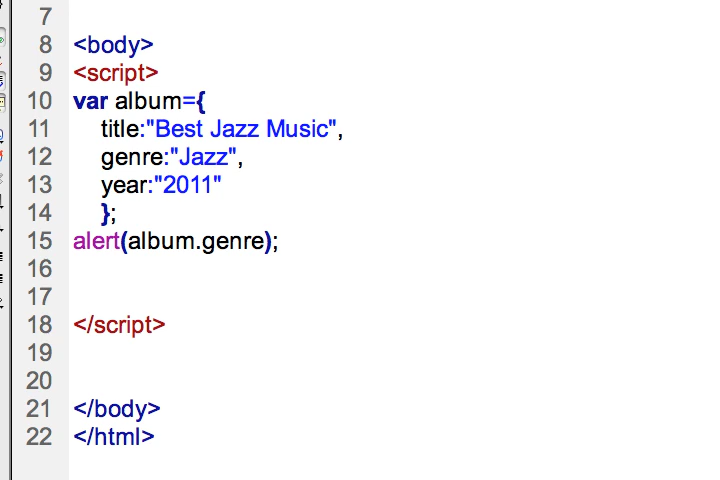 7
8 <body>
9 <script>
10 var album={
11 title:"Best Jazz Music",
12 genre:"Jazz",
13 year:"2011"
14 };
15 alert(album.genre);
16
17
18 </script>
19
20
21 </body>
22 </html>